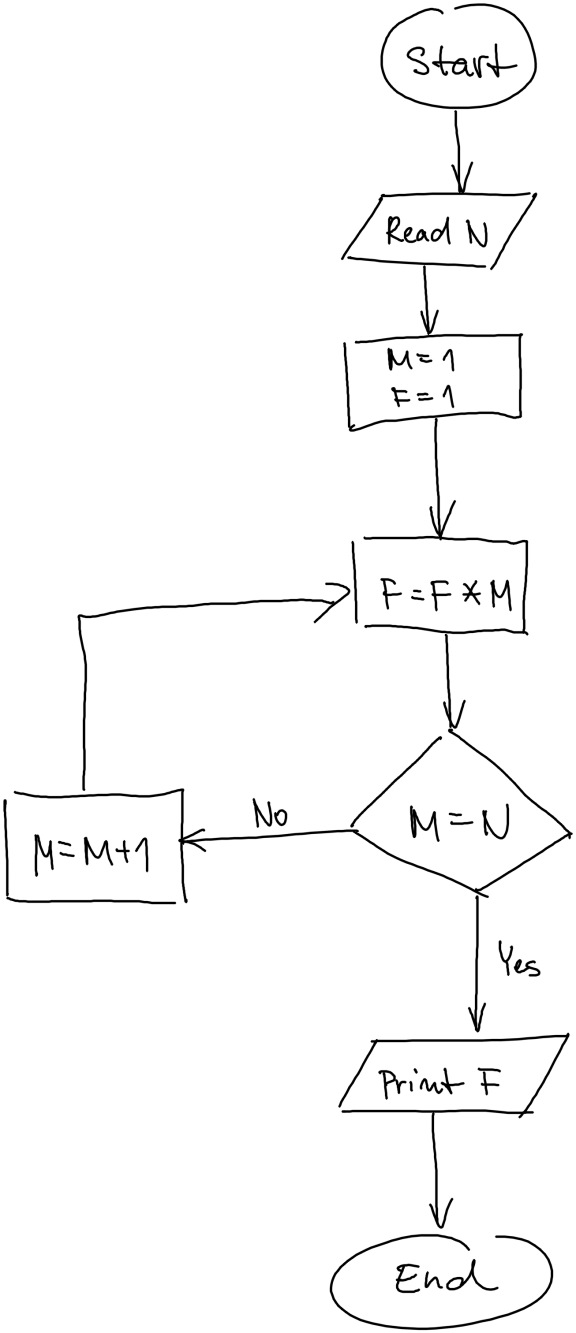 Start
Read N
M=1
F=1
F=F*M
M=N
No
M=M+1
Yes
Print F
End